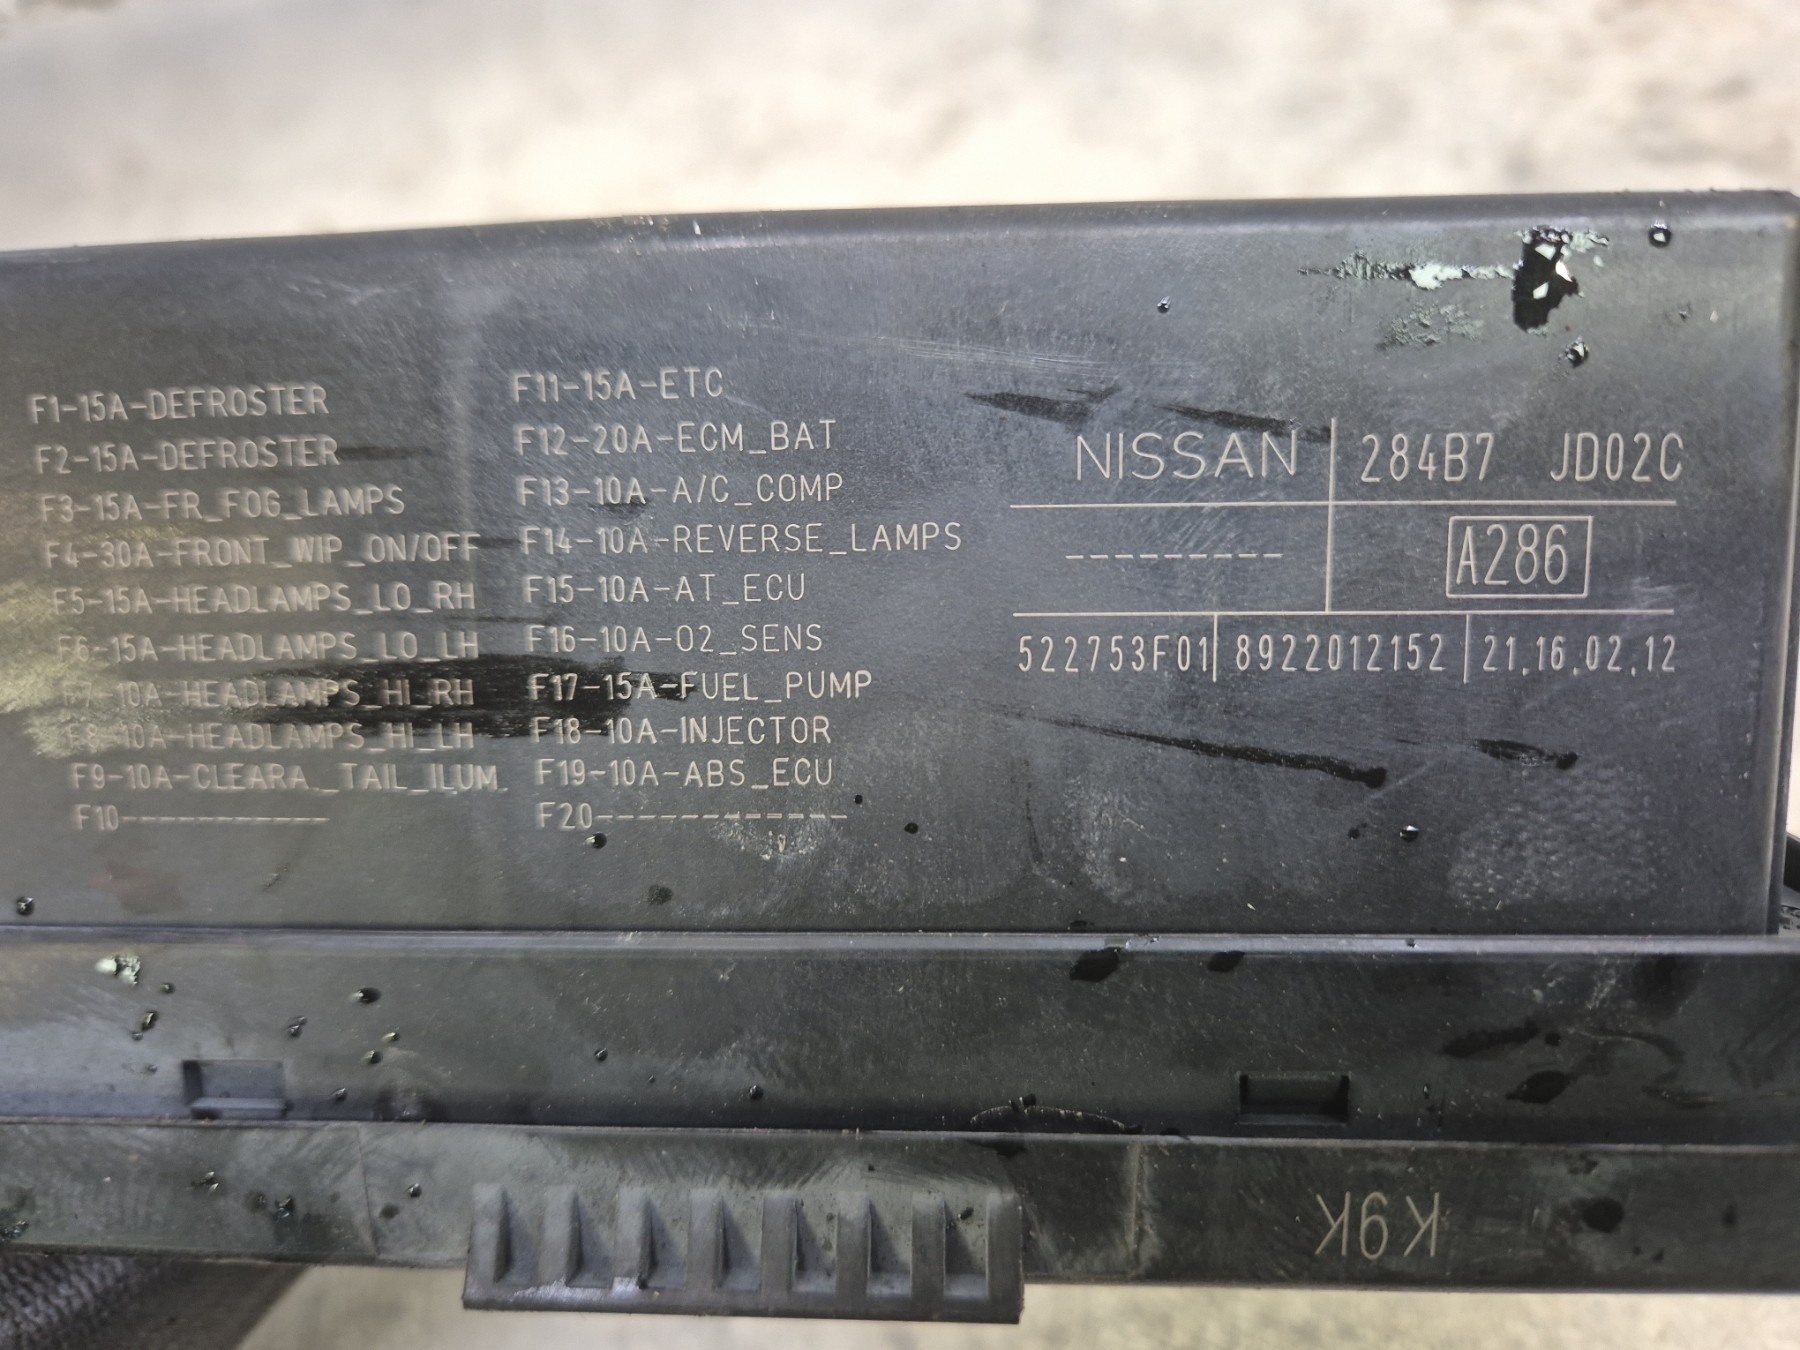 F1-15A-DEFROSTER
F2-15A-DEFROSTER
F3-15A-FR_FOG_LAMPS
F4-30A-FRONT_WIP_ON/OFF
F5-15A-HEADLAMPS_LO_RH
F6-15A-HEADLAMPS_LO_LH
F7-10A-HEADLAMPS_HI_RH
F8-10A-HEADLAMPS_HI_LH
F9-10A-CLEARA._TAIL_ILUM.
F10------------
F11-15A-ETC
F12-20A-ECM_BAT
F13-10A-A/C_COMP
F14-10A-REVERSE_LAMPS
F15-10A-AT_ECU
F16-10A-O2_SENS
F17-15A-FUEL_PUMP
F18-10A-INJECTOR
F19-10A-ABS_ECU
F20-------------
NISSAN 284B7 JD02C
----------- A286
522753F01 8922012152 21.16.02.12
K9K